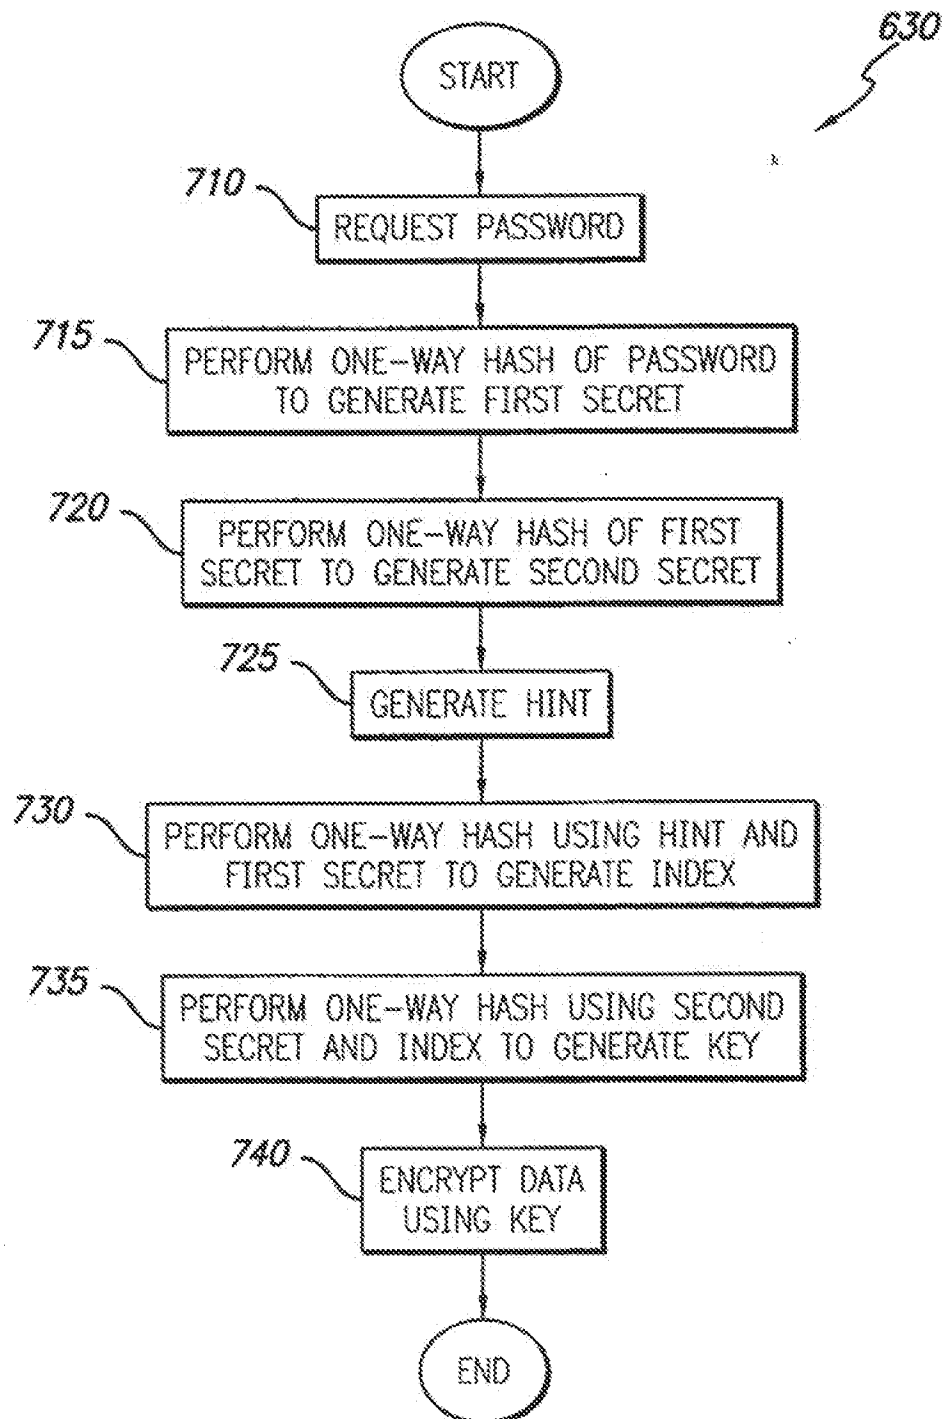 630
START
710
REQUEST PASSWORD
715
PERFORM ONE-WAY HASH OF PASSWORD
TO GENERATE FIRST SECRET
720
PERFORM ONE-WAY HASH OF FIRST
SECRET TO GENERATE SECOND SECRET
725
GENERATE HINT
730
PERFORM ONE-WAY HASH USING HINT AND
FIRST SECRET TO GENERATE INDEX
735
PERFORM ONE-WAY HASH USING SECOND
SECRET AND INDEX TO GENERATE KEY
740
ENCRYPT DATA
USING KEY
END